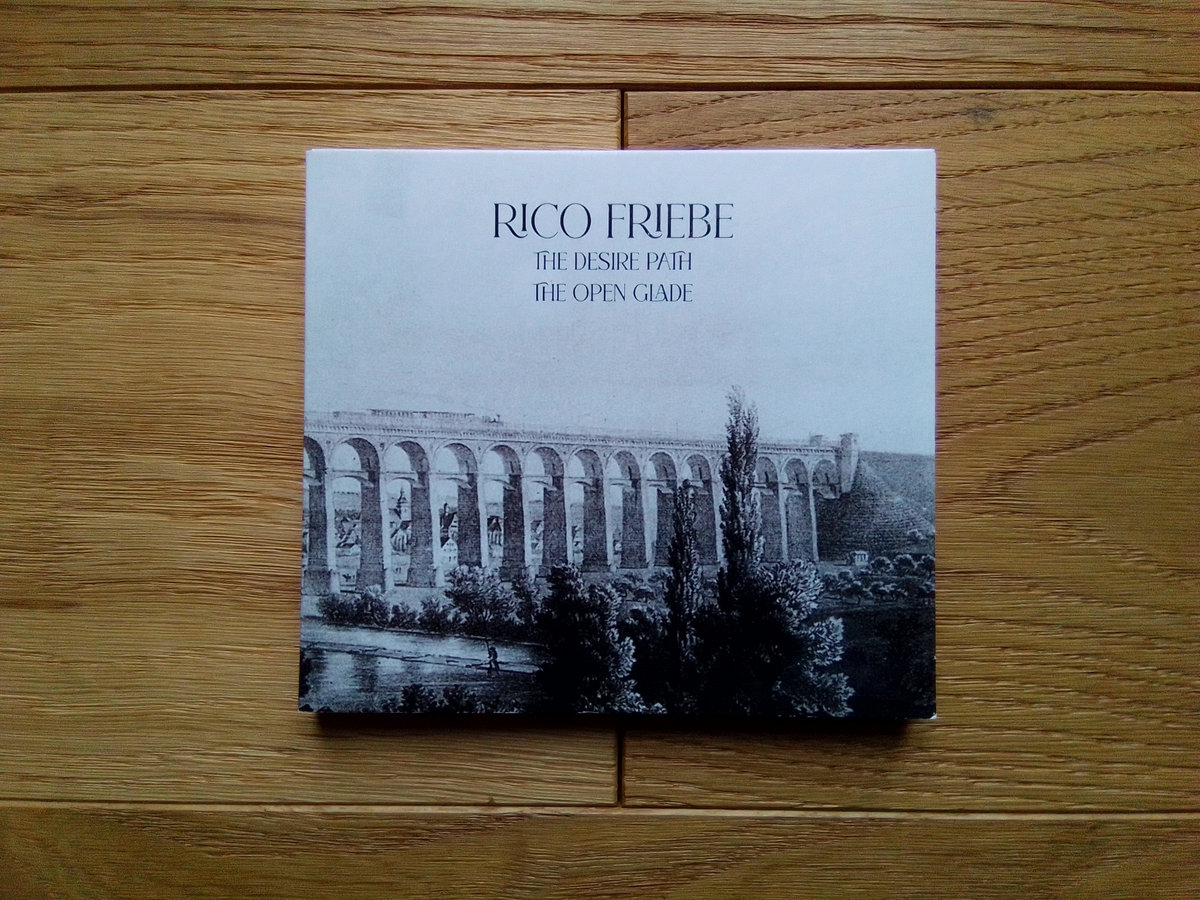 RICO FRIEBE
THE DESIRE PATH
THE OPEN GLADE